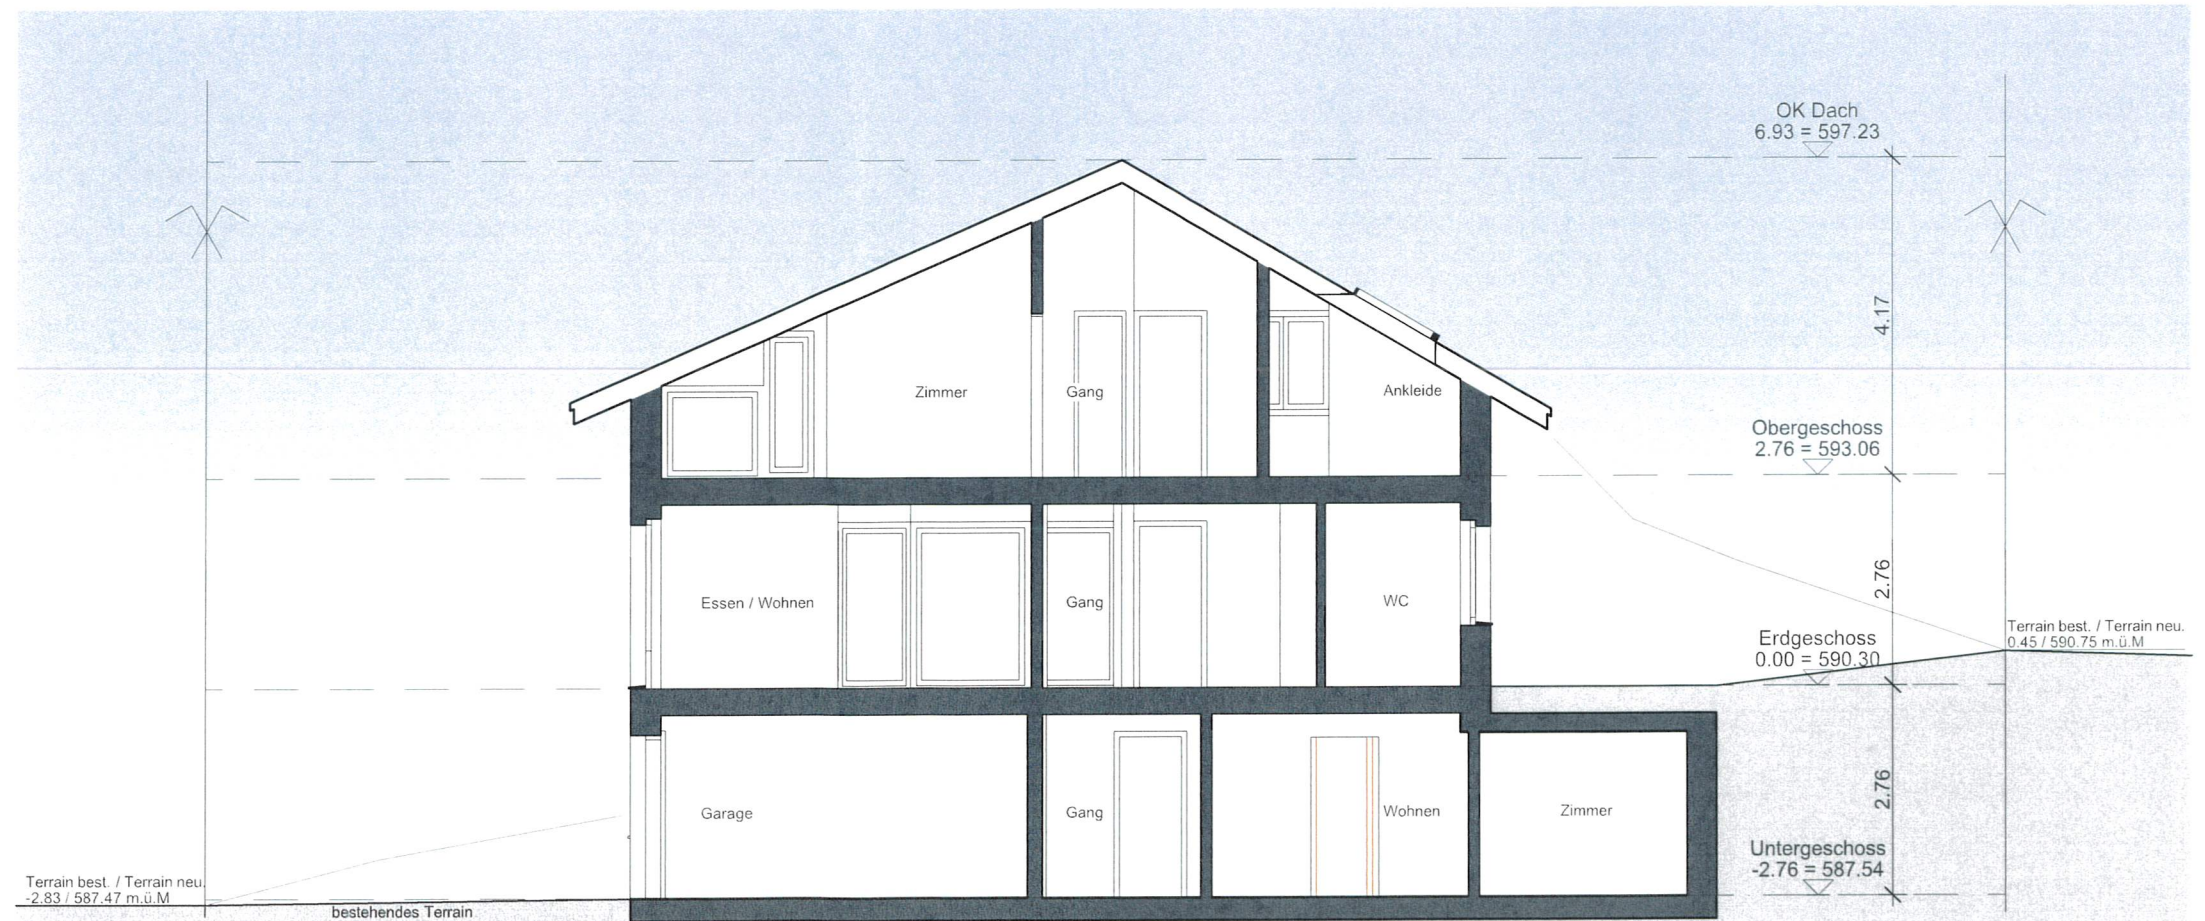 OK Dach
6.93 = 597.23
4.17
Zimmer
Gang
Ankleide
Obergeschoss
2.76 = 593.06
2.76
Essen / Wohnen
Gang
WC
Terrain best. / Terrain neu.
0.45 / 590.75 m.ü.M
Erdgeschoss
0.00 = 590.30
2.76
Garage
Gang
Wohnen
Zimmer
Untergeschoss
-2.76 = 587.54
Terrain best. / Terrain neu.
-2.83 / 587.47 m.ü.M
bestehendes Terrain